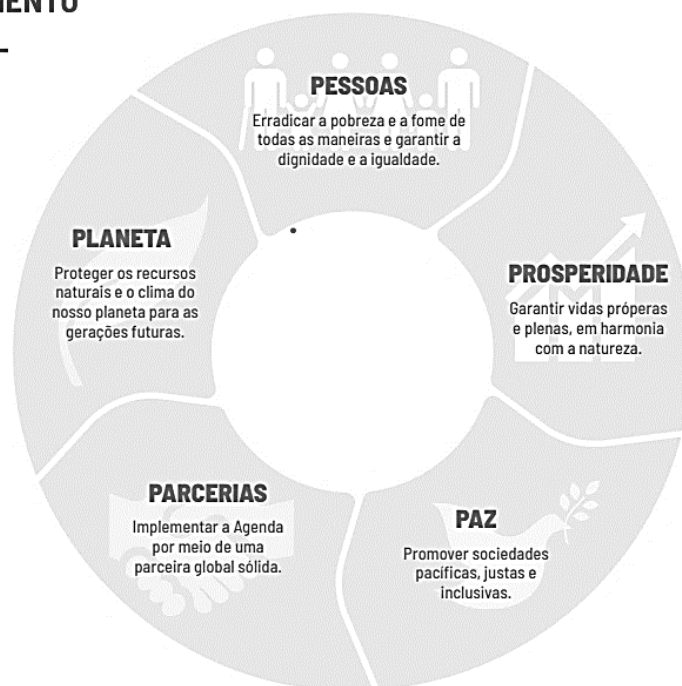 PESSOAS
Erradicar a pobreza e a fome de
todas as maneiras e garantir a
dignidade e a igualdade.
PLANETA
Proteger os recursos
naturais e o clima do
nosso planeta para as
gerações futuras.
PROSPERIDADE
Garantir vidas próperas
e plenas, em harmonia
com a natureza.
PARCERIAS
Implementar a Agenda
por meio de uma
parceira global sólida.
PAZ
Promover sociedades
pacíficas, justas e
inclusivas.